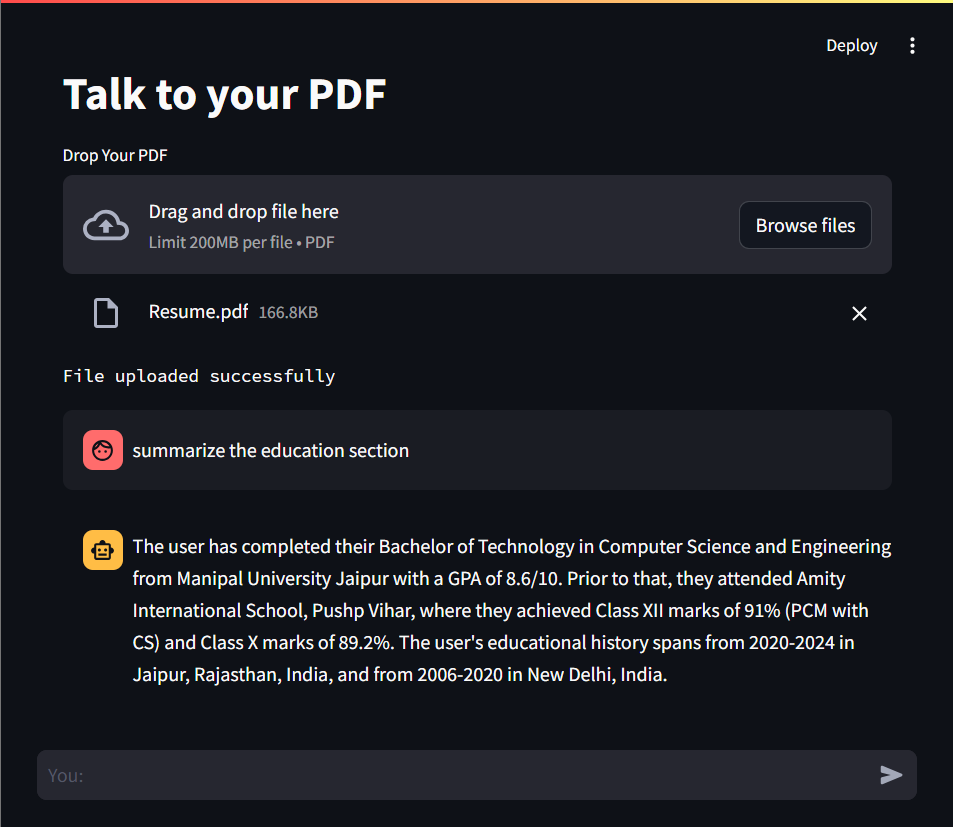 Deploy
Talk to your PDF
Drop Your PDF
Drag and drop file here
Limit 200MB per file • PDF
Browse files
Resume.pdf 166.8KB
File uploaded successfully
summarize the education section
The user has completed their Bachelor of Technology in Computer Science and Engineering
from Manipal University Jaipur with a GPA of 8.6/10. Prior to that, they attended Amity
International School, Pushp Vihar, where they achieved Class XII marks of 91% (PCM with
CS) and Class X marks of 89.2%. The user's educational history spans from 2020-2024 in
Jaipur, Rajasthan, India, and from 2006-2020 in New Delhi, India.
You: